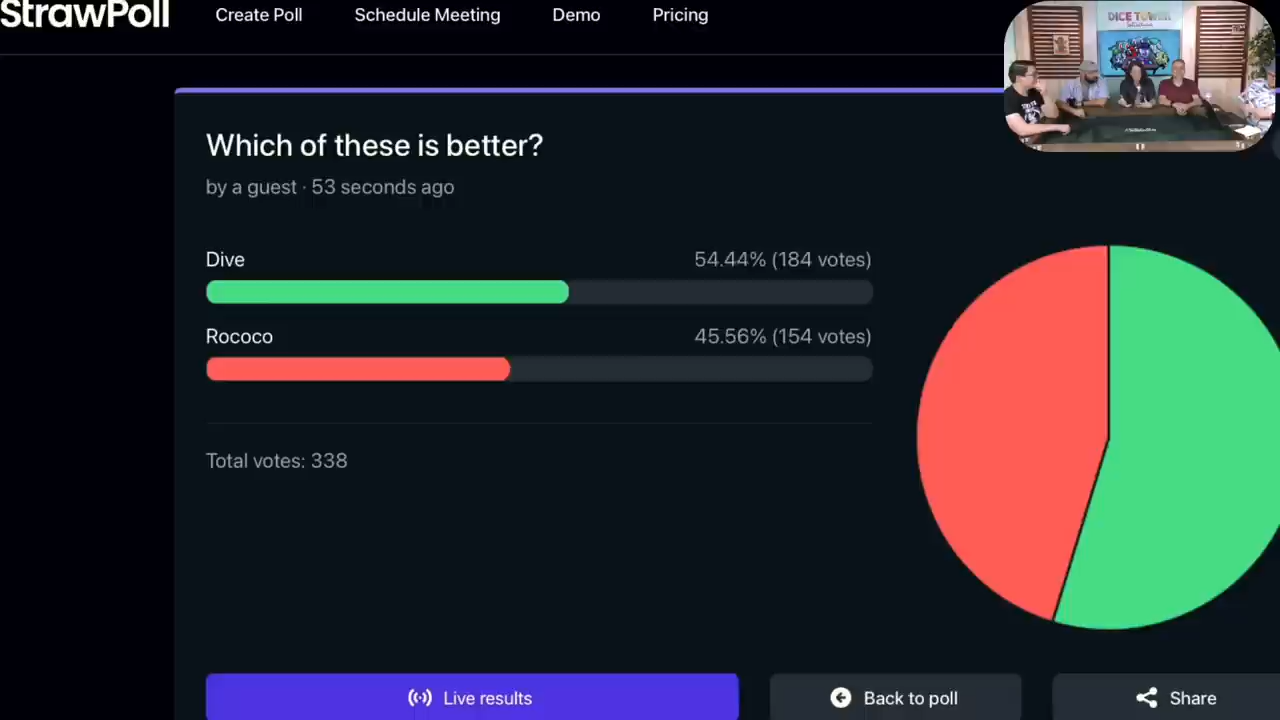 StrawPoll
Create Poll
Schedule Meeting
Demo
Pricing
DICE TOWER
Which of these is better?
by a guest · 53 seconds ago
Dive
54.44% (184 votes)
Rococo
45.56% (154 votes)
Total votes: 338
Live results
Back to poll
Share